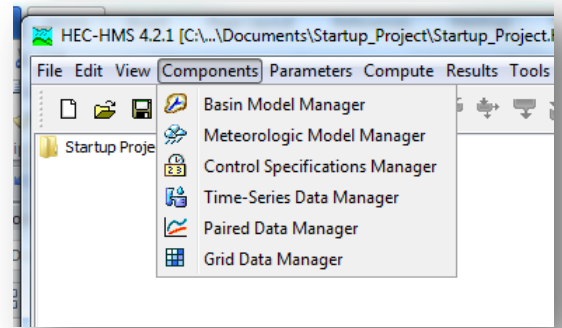 HEC-HMS 4.2.1 [C:\...\Documents\Startup_Project\Startup_Project.
File Edit View Components Parameters Compute Results Tools
Basin Model Manager
Meteorologic Model Manager
Startup Proje
Control Specifications Manager
Time-Series Data Manager
Paired Data Manager
Grid Data Manager